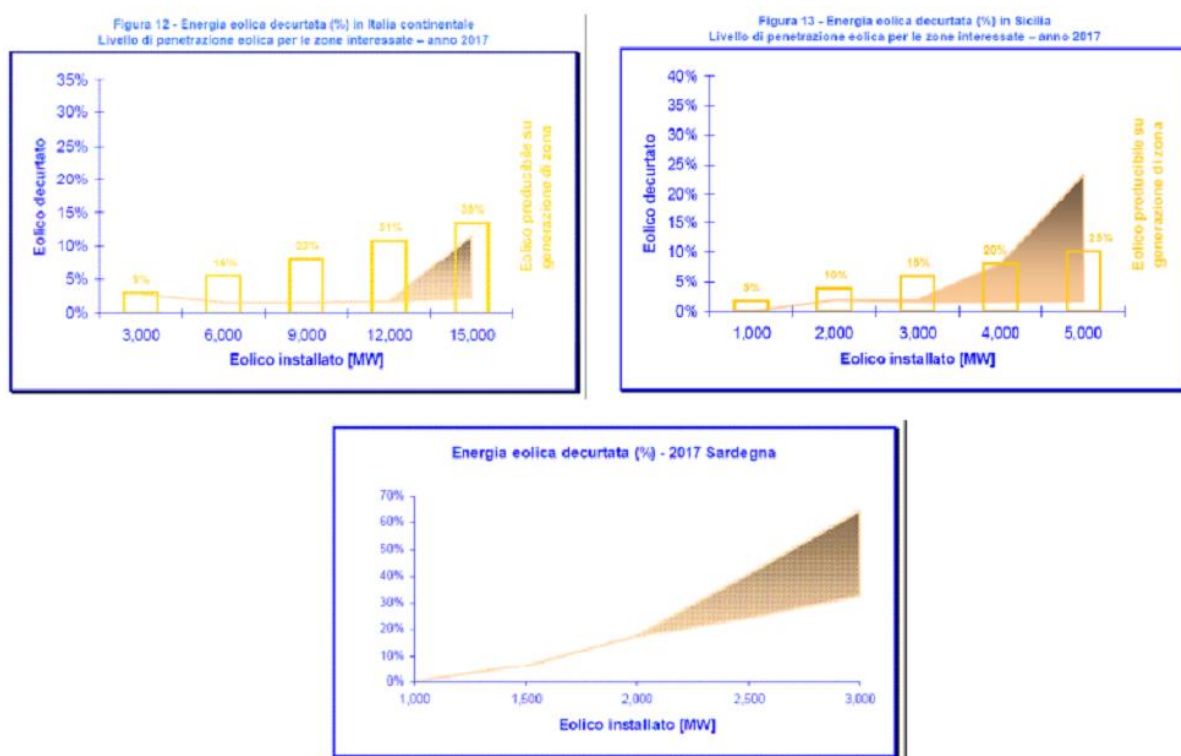 Figura 12 - Energia eolica decurtata (%) in Italia continentale
Livello di penetrazione eolica per le zone interessate – anno 2017
Eolico decurtato
35%
30%
25%
20%
15%
10%
5%
0%
23%
31%
3,000 6,000 9,000 12,000 15,000
Eolico installato [MW]
Eolico producibile su
generazione di zona
Figura 13 - Energia eolica decurtata (%) in Sicilia
Livello di penetrazione eolica per le zone interessate – anno 2017
Eolico decurtato
40%
35%
30%
25%
20%
15%
10%
5%
0%
5%
10%
15%
20%
25%
1,000 2,000 3,000 4,000 5,000
Eolico installato [MW]
Eolico producibile su
generazione di zona
Energia eolica decurtata (%) - 2017 Sardegna
70%
60%
50%
40%
30%
20%
10%
0%
1,000 1,500 2,000 2,500 3,000
Eolico installato [MW]